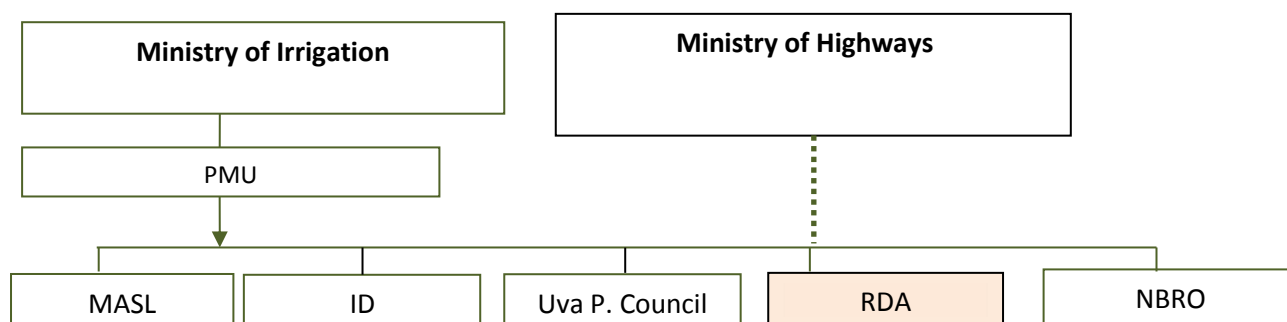 Ministry of Irrigation
Ministry of Highways
PMU
MASL
ID
Uva P. Council
RDA
NBRO